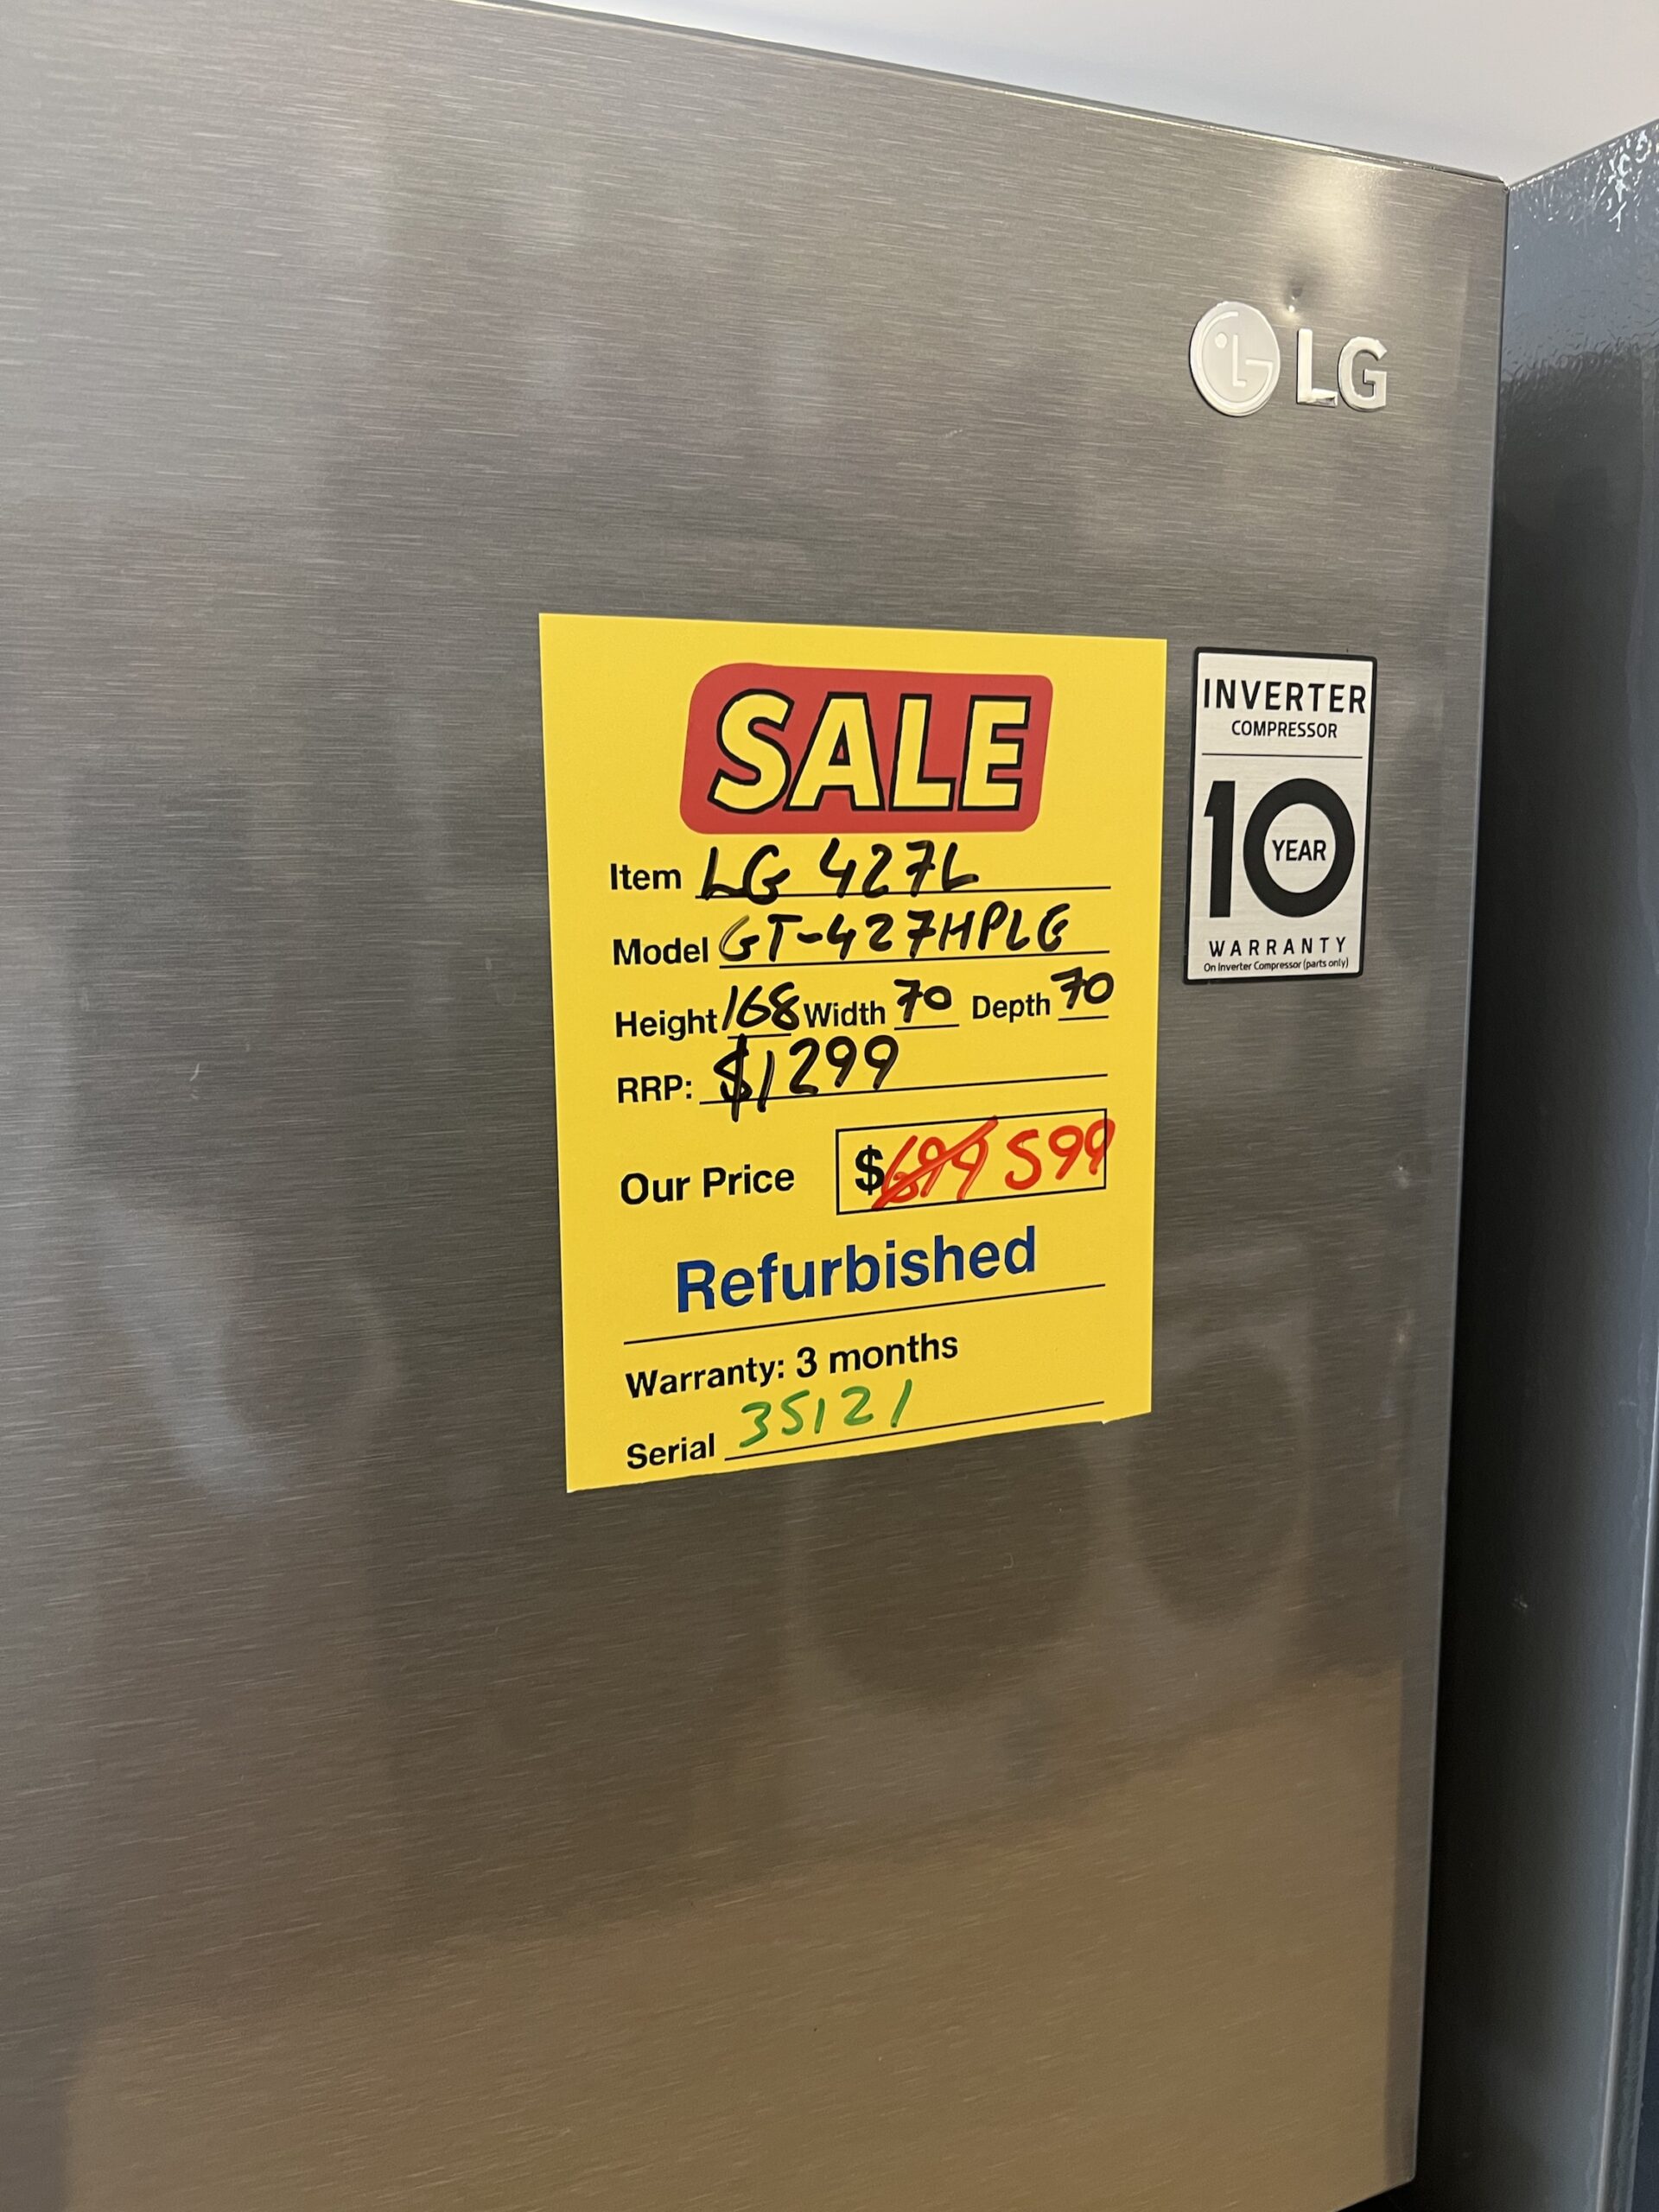 LG
SALE
Item LG 427L
Model GT-427HPLG
Height 168 Width 70 Depth 70
RRP: $1299
Our Price $699 599
Refurbished
Warranty: 3 months
Serial 35121
INVERTER
COMPRESSOR
10
YEAR
WARRANTY
On Inverter Compressor (parts only)